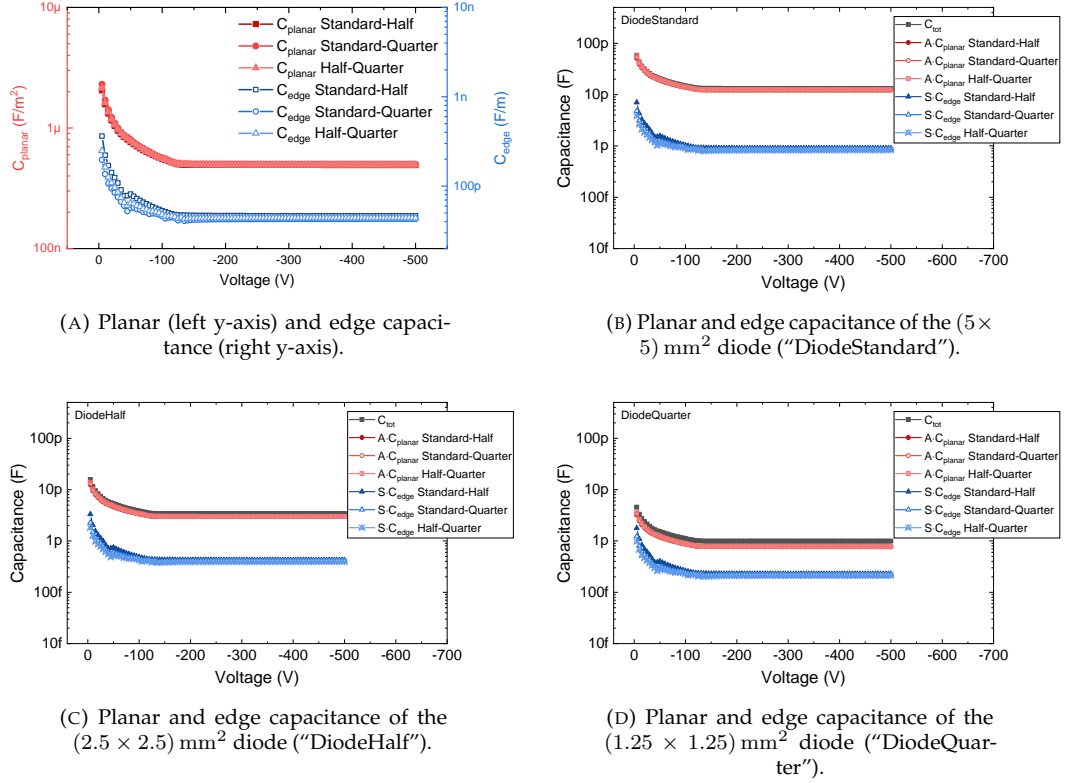 10μ
1μ
100n
C_planar (F/m²)
C_planar Standard-Half
C_planar Standard-Quarter
C_planar Half-Quarter
C_edge Standard-Half
C_edge Standard-Quarter
C_edge Half-Quarter
10n
1n
100p
C_edge (F/m)
0 -100 -200 -300 -400 -500
Voltage (V)
(A) Planar (left y-axis) and edge capaci-
tance (right y-axis).
DiodeStandard
100p
10p
1p
100f
10f
Capacitance (F)
C_tot
A·C_planar Standard-Half
A·C_planar Standard-Quarter
A·C_planar Half-Quarter
S·C_edge Standard-Half
S·C_edge Standard-Quarter
S·C_edge Half-Quarter
0 -100 -200 -300 -400 -500 -600 -700
Voltage (V)
(B) Planar and edge capacitance of the (5×
5) mm² diode (“DiodeStandard”).
DiodeHalf
100p
10p
1p
100f
10f
Capacitance (F)
C_tot
A·C_planar Standard-Half
A·C_planar Standard-Quarter
A·C_planar Half-Quarter
S·C_edge Standard-Half
S·C_edge Standard-Quarter
S·C_edge Half-Quarter
0 -100 -200 -300 -400 -500 -600 -700
Voltage (V)
(C) Planar and edge capacitance of the
(2.5 × 2.5) mm² diode (“DiodeHalf”).
DiodeQuarter
100p
10p
1p
100f
10f
Capacitance (F)
C_tot
A·C_planar Standard-Half
A·C_planar Standard-Quarter
A·C_planar Half-Quarter
S·C_edge Standard-Half
S·C_edge Standard-Quarter
S·C_edge Half-Quarter
0 -100 -200 -300 -400 -500 -600 -700
Voltage (V)
(D) Planar and edge capacitance of the
(1.25 × 1.25) mm² diode (“DiodeQuar-
ter”).